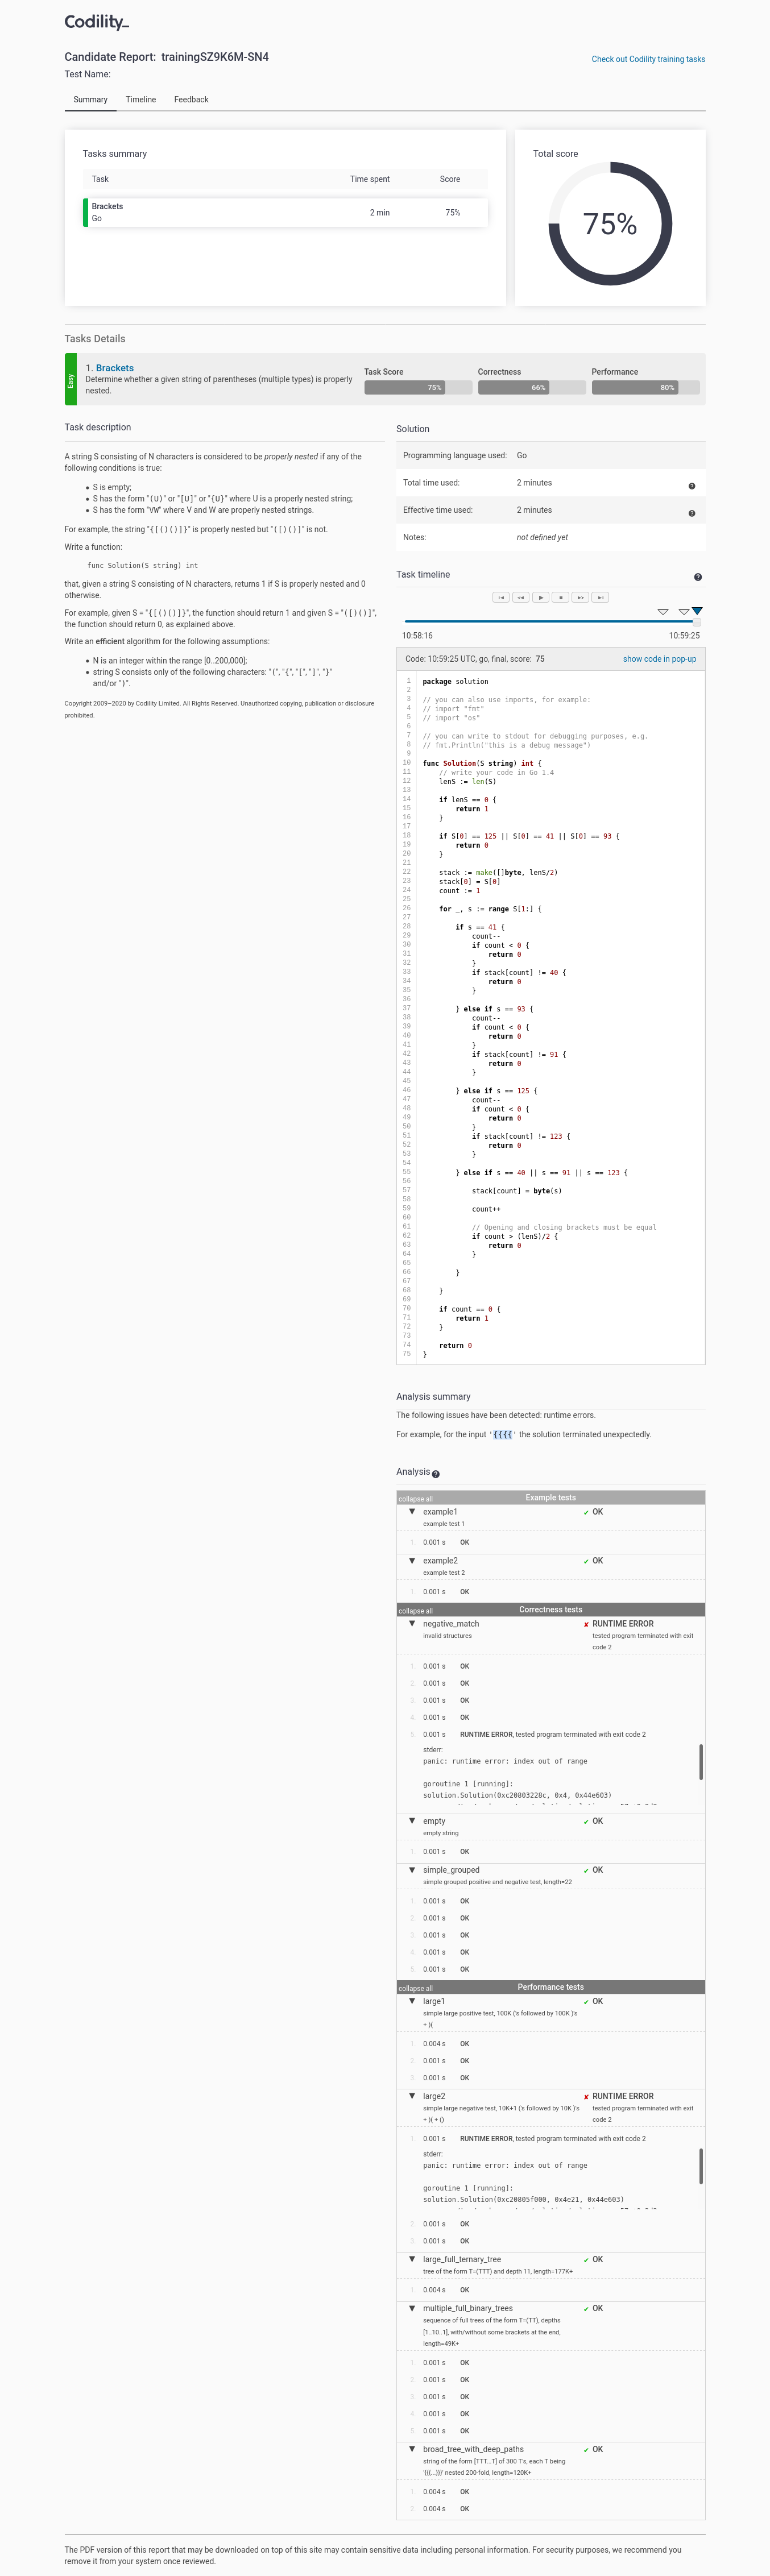 Codility_
Candidate Report: trainingSZ9K6M-SN4
Check out Codility training tasks
Test Name:
Summary Timeline Feedback
Tasks summary
Task Time spent Score
Brackets
Go
2 min 75%
Total score
75%
Tasks Details
Easy
1. Brackets
Determine whether a given string of parentheses (multiple types) is properly
nested.
Task Score Correctness Performance
75% 66% 80%
Task description
A string S consisting of N characters is considered to be properly nested if any of the
following conditions is true:
• S is empty;
• S has the form "(U)" or "[U]" or "{U}" where U is a properly nested string;
• S has the form "VW" where V and W are properly nested strings.
For example, the string "{[()()]}" is properly nested but "([)()]" is not.
Write a function:
func Solution(S string) int
that, given a string S consisting of N characters, returns 1 if S is properly nested and 0
otherwise.
For example, given S = "{[()()]}", the function should return 1 and given S = "([)()]",
the function should return 0, as explained above.
Write an efficient algorithm for the following assumptions:
• N is an integer within the range [0..200,000];
• string S consists only of the following characters: "(", "{", "[", "]", "}"
and/or ")".
Copyright 2009–2020 by Codility Limited. All Rights Reserved. Unauthorized copying, publication or disclosure
prohibited.
Solution
Programming language used: Go
Total time used: 2 minutes
Effective time used: 2 minutes
Notes: not defined yet
Task timeline
10:58:16 10:59:25
Code: 10:59:25 UTC, go, final, score: 75 show code in pop-up
1 package solution
2
3 // you can also use imports, for example:
4 // import "fmt"
5 // import "os"
6
7 // you can write to stdout for debugging purposes, e.g.
8 // fmt.Println("this is a debug message")
9
10 func Solution(S string) int {
11 // write your code in Go 1.4
12 lenS := len(S)
13
14 if lenS == 0 {
15 return 1
16 }
17
18 if S[0] == 125 || S[0] == 41 || S[0] == 93 {
19 return 0
20 }
21
22 stack := make([]byte, lenS/2)
23 stack[0] = S[0]
24 count := 1
25
26 for _, s := range S[1:] {
27
28 if s == 41 {
29 count--
30 if count < 0 {
31 return 0
32 }
33 if stack[count] != 40 {
34 return 0
35 }
36
37 } else if s == 93 {
38 count--
39 if count < 0 {
40 return 0
41 }
42 if stack[count] != 91 {
43 return 0
44 }
45
46 } else if s == 125 {
47 count--
48 if count < 0 {
49 return 0
50 }
51 if stack[count] != 123 {
52 return 0
53 }
54
55 } else if s == 40 || s == 91 || s == 123 {
56
57 stack[count] = byte(s)
58
59 count++
60
61 // Opening and closing brackets must be equal
62 if count > (lenS)/2 {
63 return 0
64 }
65
66 }
67
68 }
69
70 if count == 0 {
71 return 1
72 }
73
74 return 0
75 }
Analysis summary
The following issues have been detected: runtime errors.
For example, for the input '{{{{' the solution terminated unexpectedly.
Analysis
collapse all Example tests
▼ example1 ✔ OK
example test 1
1. 0.001 s OK
▼ example2 ✔ OK
example test 2
1. 0.001 s OK
collapse all Correctness tests
▼ negative_match ✘ RUNTIME ERROR
invalid structures tested program terminated with exit
code 2
1. 0.001 s OK
2. 0.001 s OK
3. 0.001 s OK
4. 0.001 s OK
5. 0.001 s RUNTIME ERROR, tested program terminated with exit code 2
stderr:
panic: runtime error: index out of range
goroutine 1 [running]:
solution.Solution(0xc20803228c, 0x4, 0x44e603)
▼ empty ✔ OK
empty string
1. 0.001 s OK
▼ simple_grouped ✔ OK
simple grouped positive and negative test, length=22
1. 0.001 s OK
2. 0.001 s OK
3. 0.001 s OK
4. 0.001 s OK
5. 0.001 s OK
collapse all Performance tests
▼ large1 ✔ OK
simple large positive test, 100K ('s followed by 100K )'s
+ )(
1. 0.004 s OK
2. 0.001 s OK
3. 0.001 s OK
▼ large2 ✘ RUNTIME ERROR
simple large negative test, 10K+1 ('s followed by 10K )'s tested program terminated with exit
+ )( + () code 2
1. 0.001 s RUNTIME ERROR, tested program terminated with exit code 2
stderr:
panic: runtime error: index out of range
goroutine 1 [running]:
solution.Solution(0xc20805f000, 0x4e21, 0x44e603)
2. 0.001 s OK
3. 0.001 s OK
▼ large_full_ternary_tree ✔ OK
tree of the form T=(TTT) and depth 11, length=177K+
1. 0.004 s OK
▼ multiple_full_binary_trees ✔ OK
sequence of full trees of the form T=(TT), depths
[1..10..1], with/without some brackets at the end,
length=49K+
1. 0.001 s OK
2. 0.001 s OK
3. 0.001 s OK
4. 0.001 s OK
5. 0.001 s OK
▼ broad_tree_with_deep_paths ✔ OK
string of the form [TTT...T] of 300 T's, each T being
'{{{...}}}' nested 200-fold, length=120K+
1. 0.004 s OK
2. 0.004 s OK
The PDF version of this report that may be downloaded on top of this site may contain sensitive data including personal information. For security purposes, we recommend you
remove it from your system once reviewed.